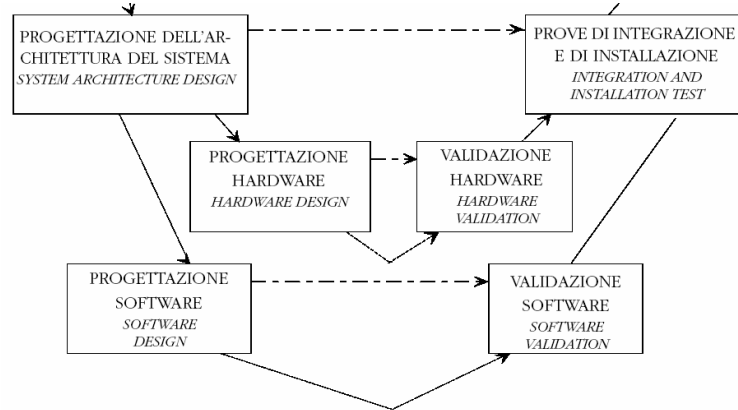 PROGETTAZIONE DELL'AR-
CHITETTURA DEL SISTEMA
SYSTEM ARCHITECTURE DESIGN
PROVE DI INTEGRAZIONE
E DI INSTALLAZIONE
INTEGRATION AND
INSTALLATION TEST
PROGETTAZIONE
HARDWARE
HARDWARE DESIGN
VALIDAZIONE
HARDWARE
HARDWARE
VALIDATION
PROGETTAZIONE
SOFTWARE
SOFTWARE
DESIGN
VALIDAZIONE
SOFTWARE
SOFTWARE
VALIDATION